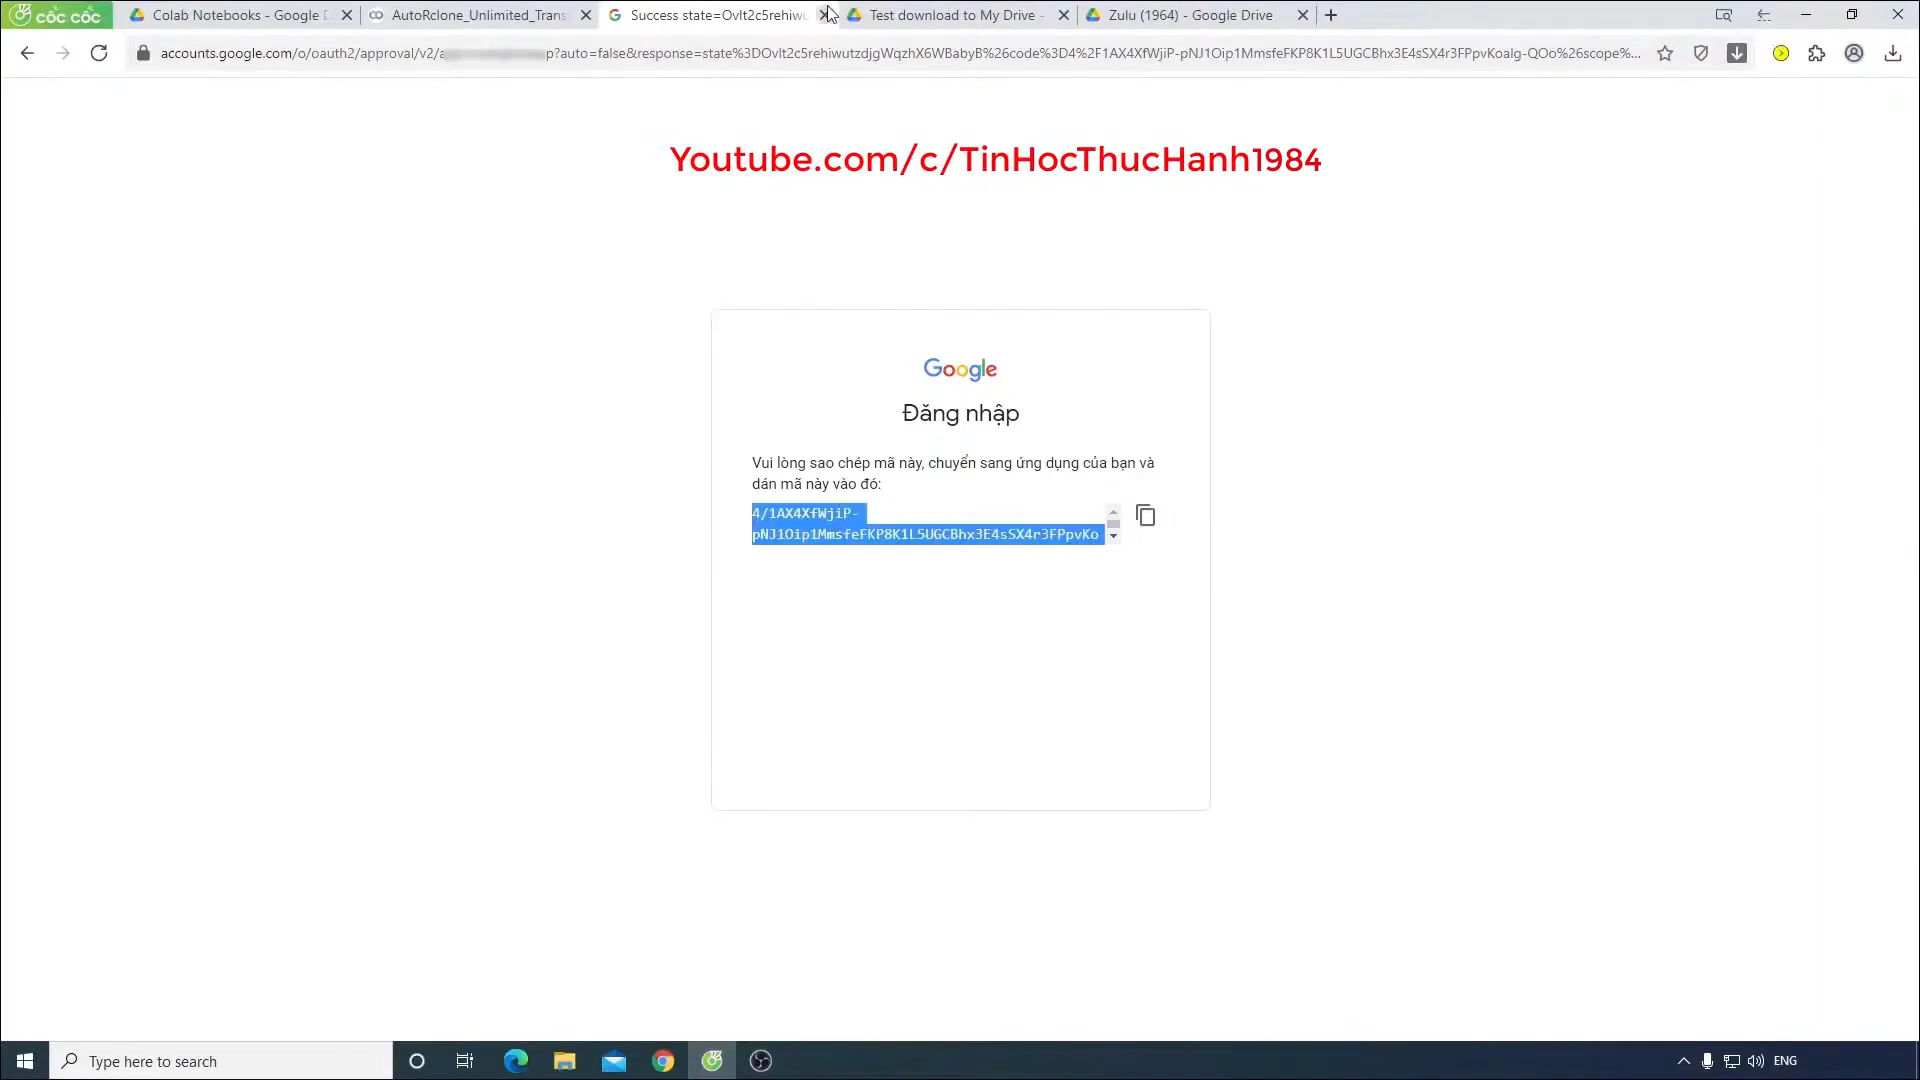 cốc cốc
Colab Notebooks - Google D
AutoRclone_Unlimited_Trans
Success state=Ovlt2c5rehiwu
Test download to My Drive -
Zulu (1964) - Google Drive
accounts.google.com/o/oauth2/approval/v2/a p?auto=false&response=state%3DOvlt2c5rehiwutzdjgWqzhX6WBabyB%26code%3D4%2F1AX4XfWjiP-pNJ1Oip1MmsfeFKP8K1L5UGCBhx3E4sSX4r3FPpvKoalg-QOo%26scope%...
Youtube.com/c/TinHocThucHanh1984
Google
Đăng nhập
Vui lòng sao chép mã này, chuyển sang ứng dụng của bạn và
dán mã này vào đó:
4/1AX4XfWjiP-
pNJ1Oip1MmsfeFKP8K1L5UGCBhx3E4sSX4r3FPpvKo
Type here to search
ENG